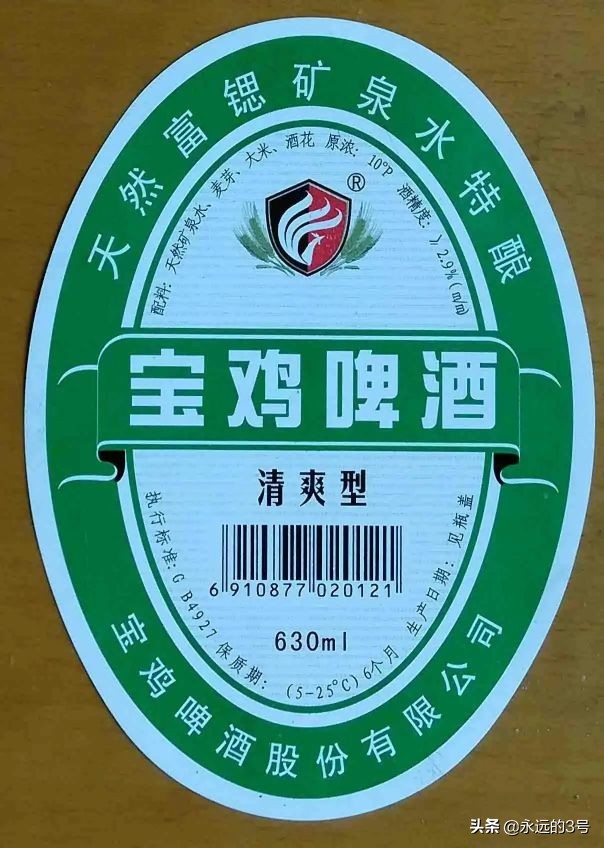 天然富锶矿泉水特酿
配料：天然矿泉水、麦芽、大米、酒花 原浓：10°P 酒精度：≥2.9%(m/m)
®
宝鸡啤酒
清爽型
6 910877 020121
630ml
执行标准：GB4927 保质期：(5-25℃)6个月 生产日期：见瓶盖
宝鸡啤酒股份有限公司
头条 @永远的3号